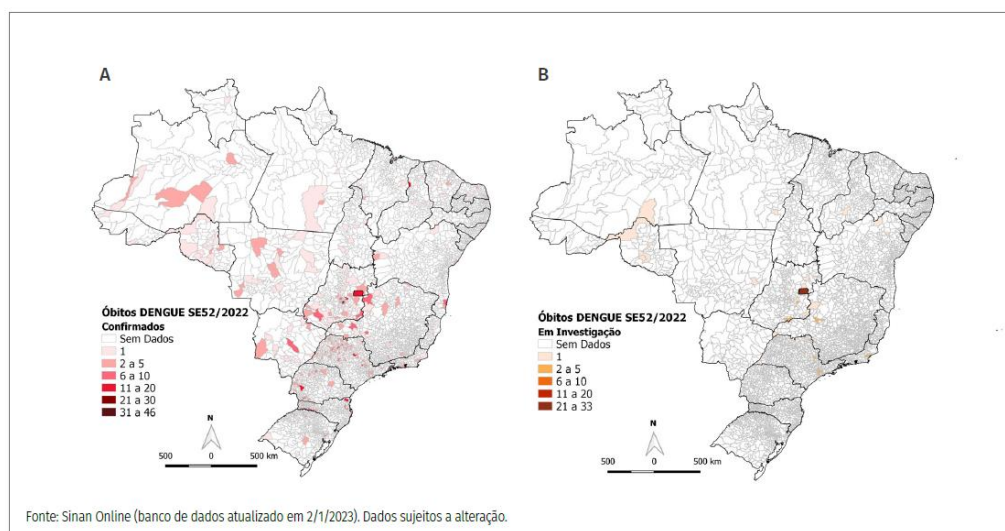 A
B
Óbitos DENGUE SE52/2022
Confirmados
Sem Dados
1
2 a 5
6 a 10
11 a 20
21 a 30
31 a 46
N
500 0 500 km
Óbitos DENGUE SE52/2022
Em Investigação
Sem Dados
1
2 a 5
6 a 10
11 a 20
21 a 33
N
500 0 500 km
Fonte: Sinan Online (banco de dados atualizado em 2/1/2023). Dados sujeitos a alteração.